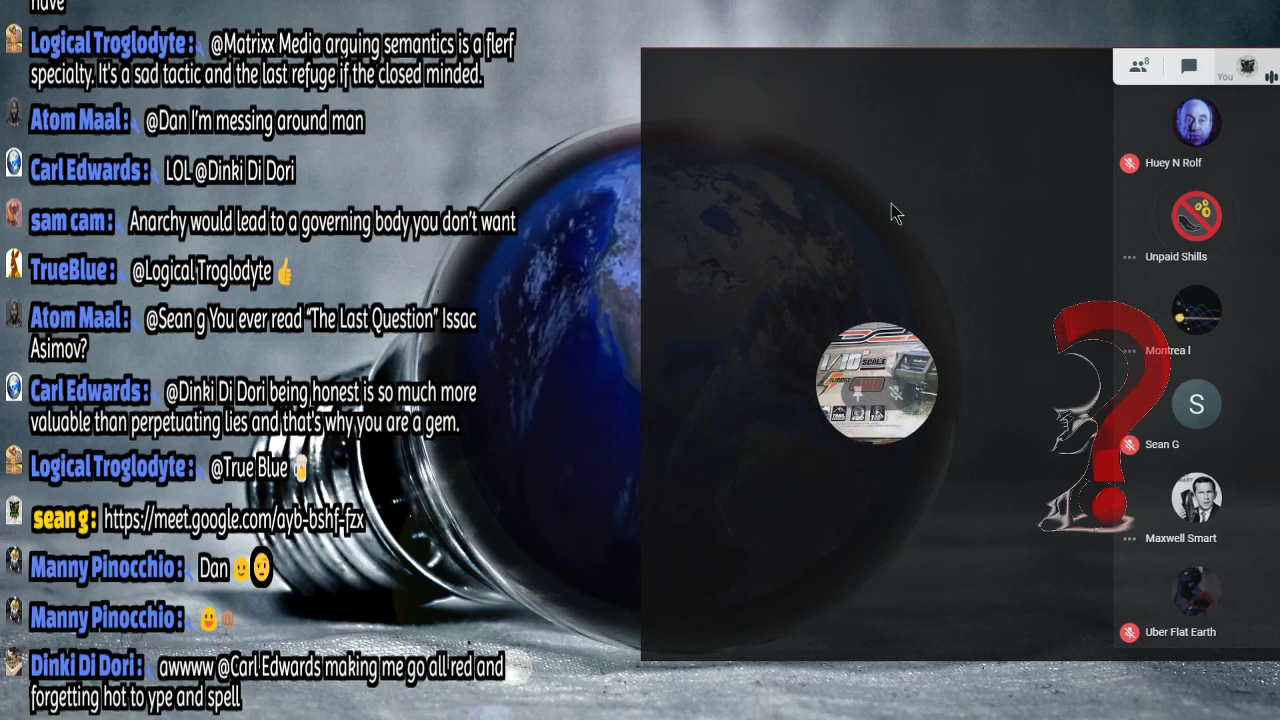 have
Logical Troglodyte: @Matrixx Media arguing semantics is a flerf
specialty. It's a sad tactic and the last refuge if the closed minded.
Atom Maal: @Dan I'm messing around man
Carl Edwards: LOL @Dinki Di Dori
sam cam: Anarchy would lead to a governing body you don't want
TrueBlue: @Logical Troglodyte 👍
Atom Maal: @Sean g You ever read “The Last Question” Issac
Asimov?
Carl Edwards: @Dinki Di Dori being honest is so much more
valuable than perpetuating lies and that's why you are a gem.
Logical Troglodyte: @True Blue 🍺
sean g: https://meet.google.com/ayb-bshf-fzx
Manny Pinocchio: Dan
Manny Pinocchio:
Dinki Di Dori: awwww @Carl Edwards making me go all red and
forgetting hot to ype and spell
1/10 SCALE
8
You
Huey N Rolf
Unpaid Shills
Montrea l
S
Sean G
Maxwell Smart
Uber Flat Earth